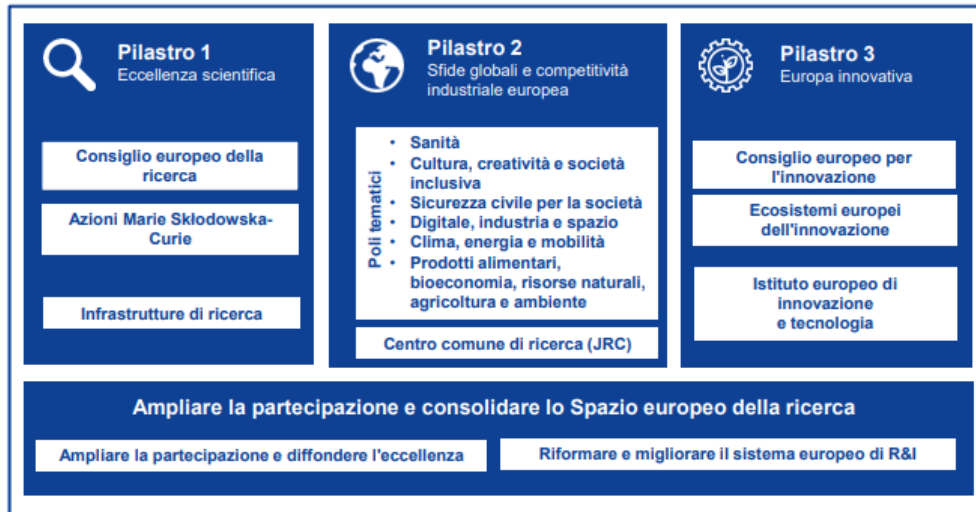 Pilastro 1
Eccellenza scientifica
Consiglio europeo della
ricerca
Azioni Marie Skłodowska-
Curie
Infrastrutture di ricerca
Pilastro 2
Sfide globali e competitività
industriale europea
Poli tematici
• Sanità
• Cultura, creatività e società
inclusiva
• Sicurezza civile per la società
• Digitale, industria e spazio
• Clima, energia e mobilità
• Prodotti alimentari,
bioeconomia, risorse naturali,
agricoltura e ambiente
Centro comune di ricerca (JRC)
Pilastro 3
Europa innovativa
Consiglio europeo per
l'innovazione
Ecosistemi europei
dell'innovazione
Istituto europeo di
innovazione
e tecnologia
Ampliare la partecipazione e consolidare lo Spazio europeo della ricerca
Ampliare la partecipazione e diffondere l'eccellenza
Riformare e migliorare il sistema europeo di R&I